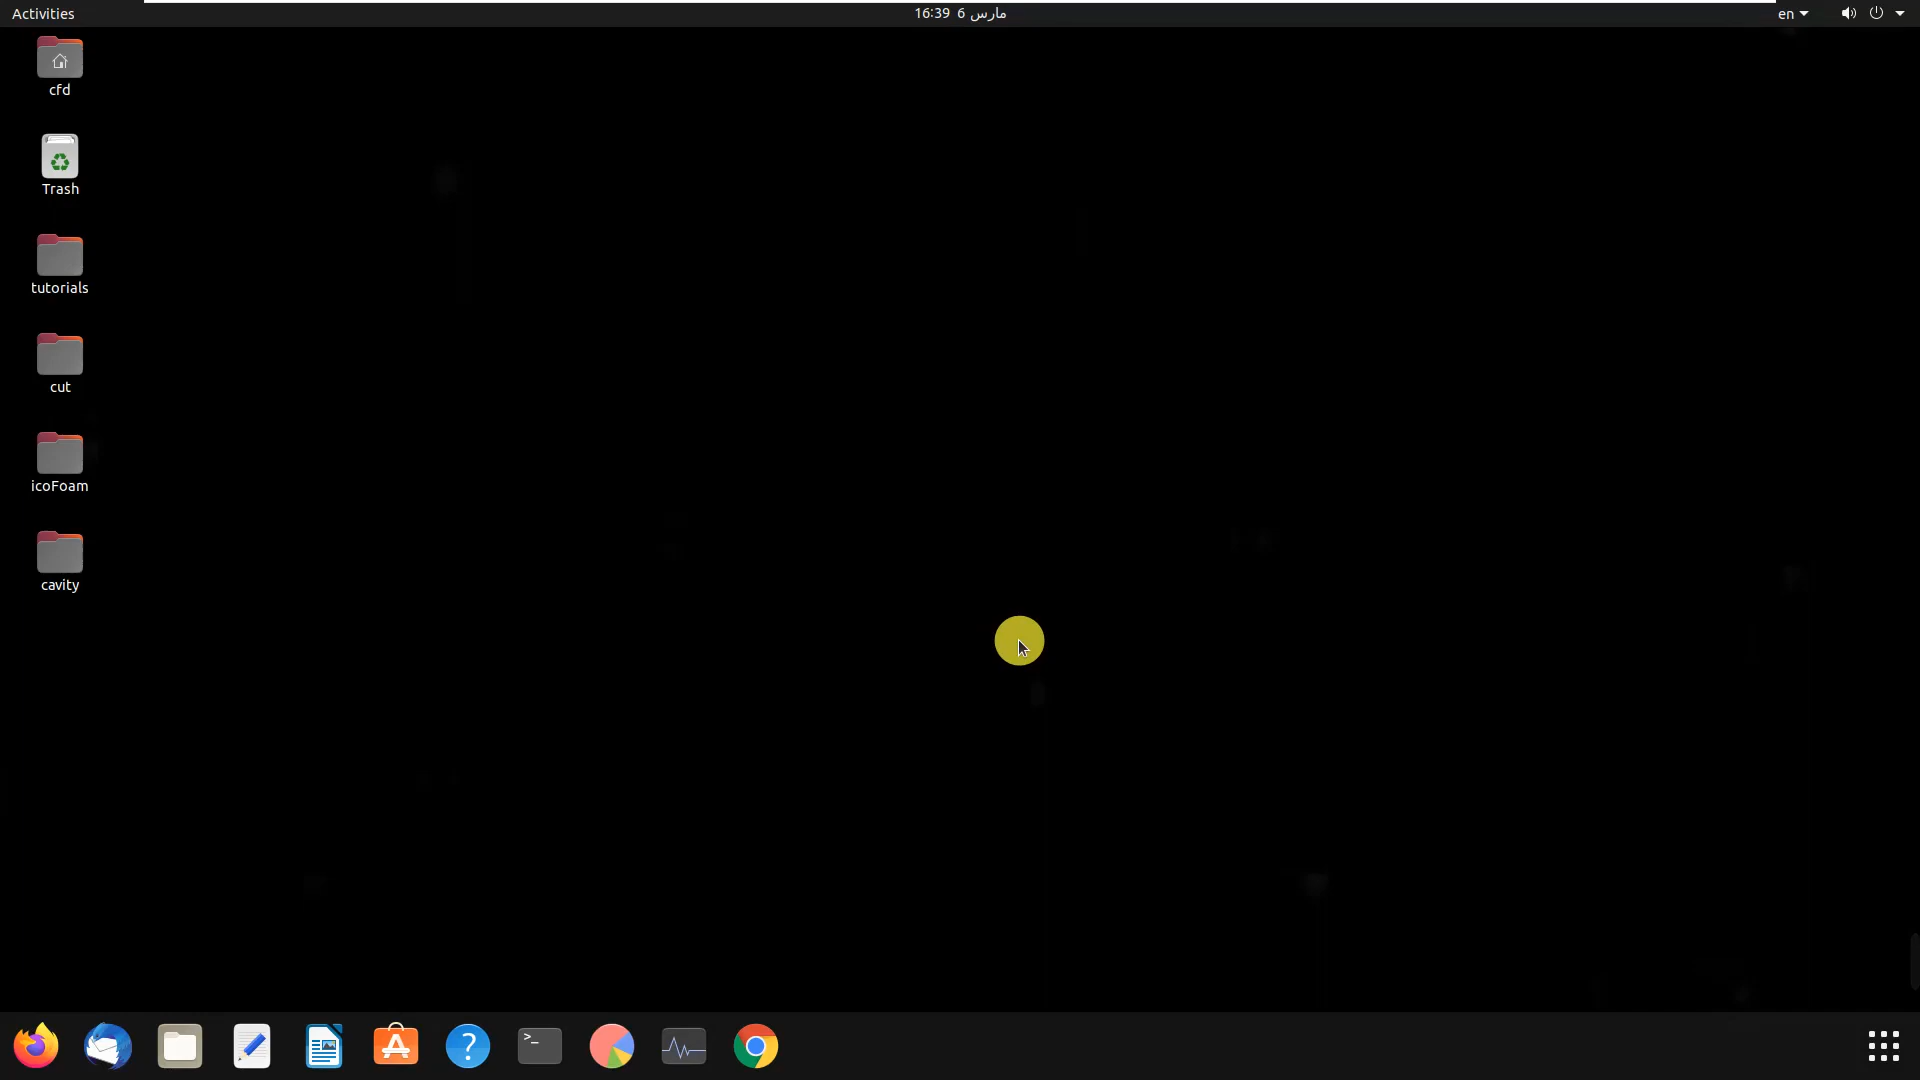 Activities
16:39 6 مارس
en
cfd
Trash
tutorials
cut
icoFoam
cavity